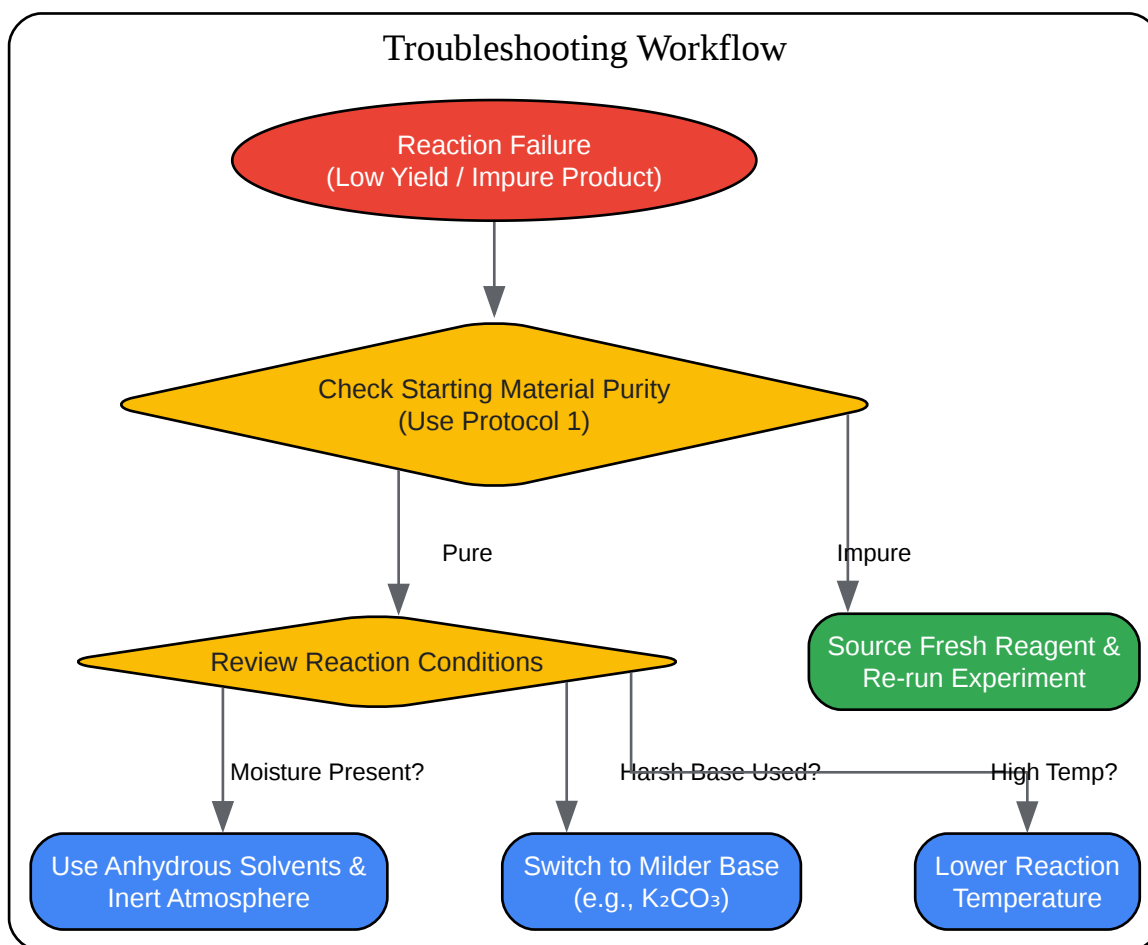 Troubleshooting Workflow
Reaction Failure
(Low Yield / Impure Product)
Check Starting Material Purity
(Use Protocol 1)
Pure
Impure
Review Reaction Conditions
Source Fresh Reagent &
Re-run Experiment
Moisture Present?
Harsh Base Used?
High Temp?
Use Anhydrous Solvents &
Inert Atmosphere
Switch to Milder Base
(e.g., K₂CO₃)
Lower Reaction
Temperature